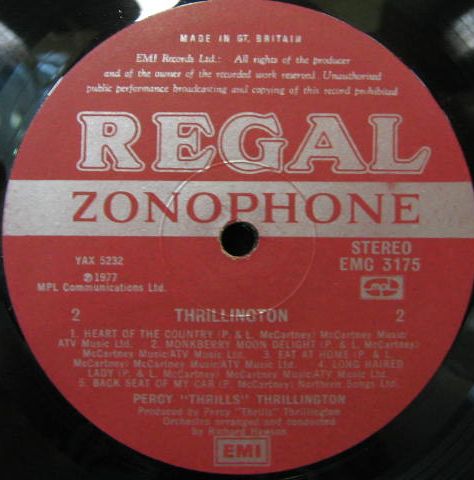 MADE IN GT. BRITAIN
EMI Records Ltd.: All rights of the producer
and of the owner of the recorded work reserved. Unauthorised
public performance broadcasting and copying of this record prohibited
REGAL
ZONOPHONE
YAX 5232
℗1977
MPL Communications Ltd.
STEREO
EMC 3175
mpl
2 THRILLINGTON 2
1. HEART OF THE COUNTRY (P. & L. McCartney) McCartney Music/
ATV Music Ltd. 2. MONKBERRY MOON DELIGHT (P. & L. McCartney)
McCartney Music/ATV Music Ltd. 3. EAT AT HOME (P. & L.
McCartney) McCartney Music/ATV Music Ltd. 4. LONG HAIRED
LADY (P. & L. McCartney) McCartney Music/ATV Music Ltd.
5. BACK SEAT OF MY CAR (P. & L. McCartney) Northern Songs Ltd.
PERCY "THRILLS" THRILLINGTON
Produced by Percy "Thrills" Thrillington
Orchestra arranged and conducted
by Richard Hewson
EMI